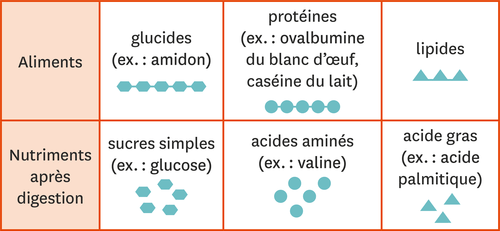 Aliments
glucides
(ex. : amidon)
protéines
(ex. : ovalbumine
du blanc d’œuf,
caséine du lait)
lipides
Nutriments
après
digestion
sucres simples
(ex. : glucose)
acides aminés
(ex. : valine)
acide gras
(ex. : acide
palmitique)